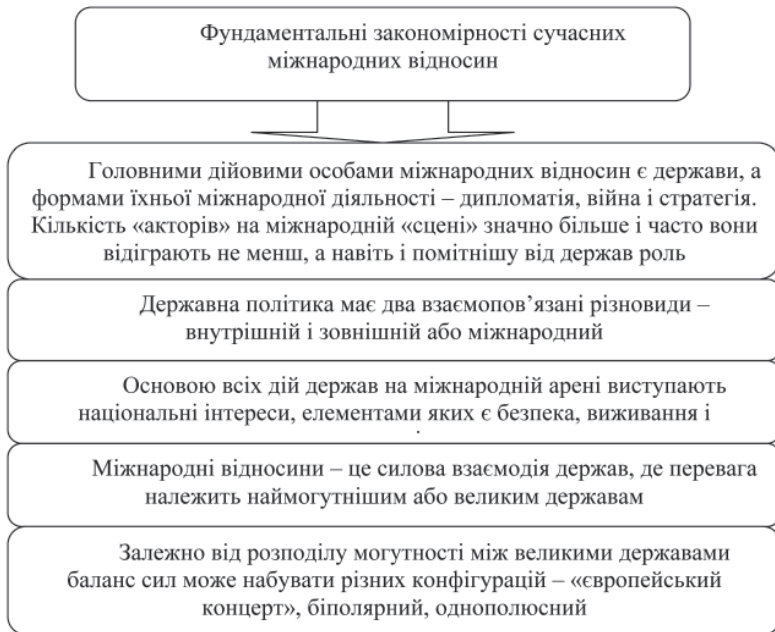 Фундаментальні закономірності сучасних
міжнародних відносин
Головними дійовими особами міжнародних відносин є держави, а
формами їхньої міжнародної діяльності – дипломатія, війна і стратегія.
Кількість «акторів» на міжнародній «сцені» значно більше і часто вони
відіграють не менш, а навіть і помітнішу від держав роль
Державна політика має два взаємопов’язані різновиди –
внутрішній і зовнішній або міжнародний
Основою всіх дій держав на міжнародній арені виступають
національні інтереси, елементами яких є безпека, виживання і
Міжнародні відносини – це силова взаємодія держав, де перевага
належить наймогутнішим або великим державам
Залежно від розподілу могутності між великими державами
баланс сил може набувати різних конфігурацій – «європейський
концерт», біполярний, однополюсний